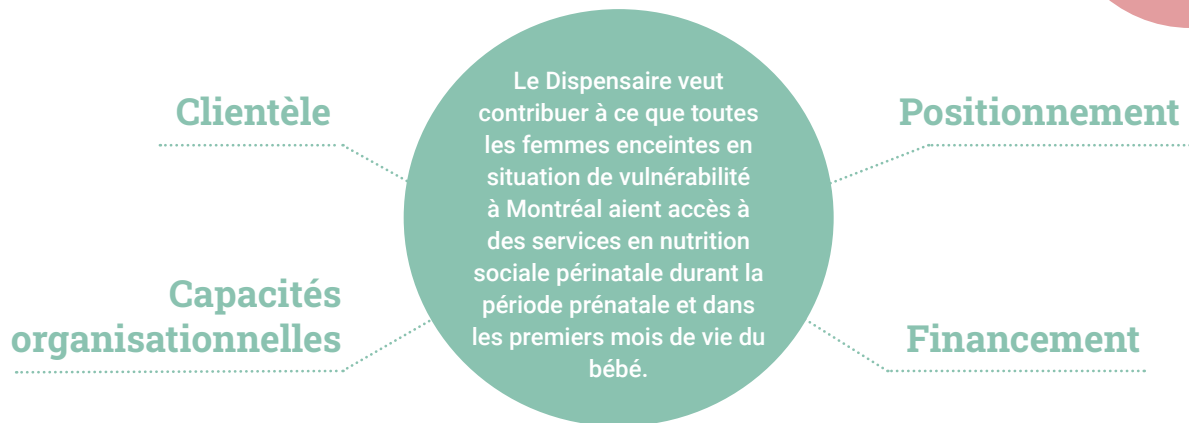 Clientèle
Capacités
organisationnelles
Le Dispensaire veut
contribuer à ce que toutes
les femmes enceintes en
situation de vulnérabilité
à Montréal aient accès à
des services en nutrition
sociale périnatale durant la
période prénatale et dans
les premiers mois de vie du
bébé.
Positionnement
Financement